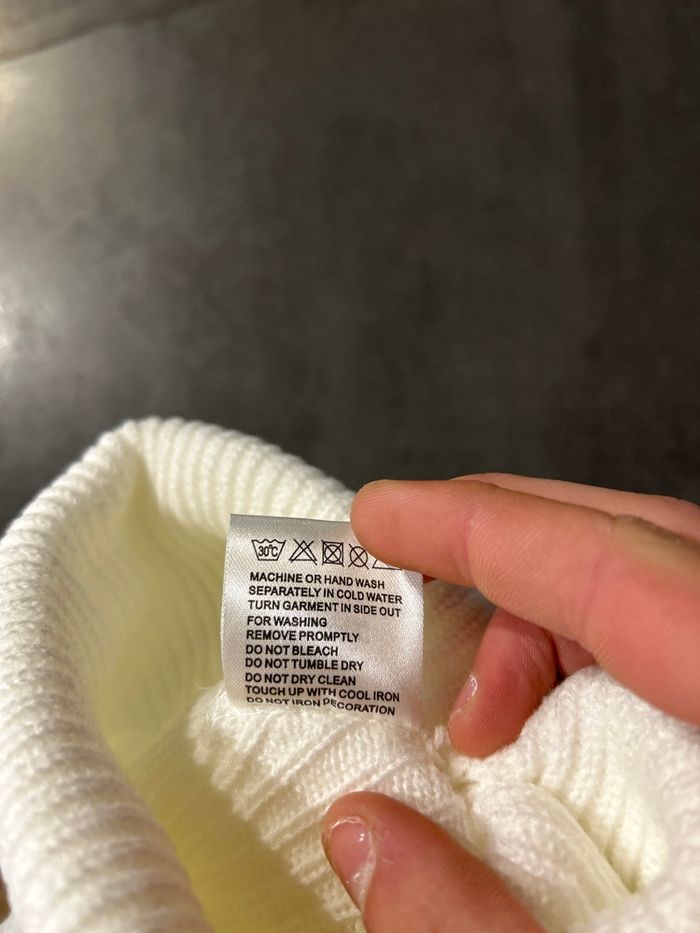 30°C
MACHINE OR HAND WASH
SEPARATELY IN COLD WATER
TURN GARMENT IN SIDE OUT
FOR WASHING
REMOVE PROMPTLY
DO NOT BLEACH
DO NOT TUMBLE DRY
DO NOT DRY CLEAN
TOUCH UP WITH COOL IRON
DO NOT IRON DECORATION